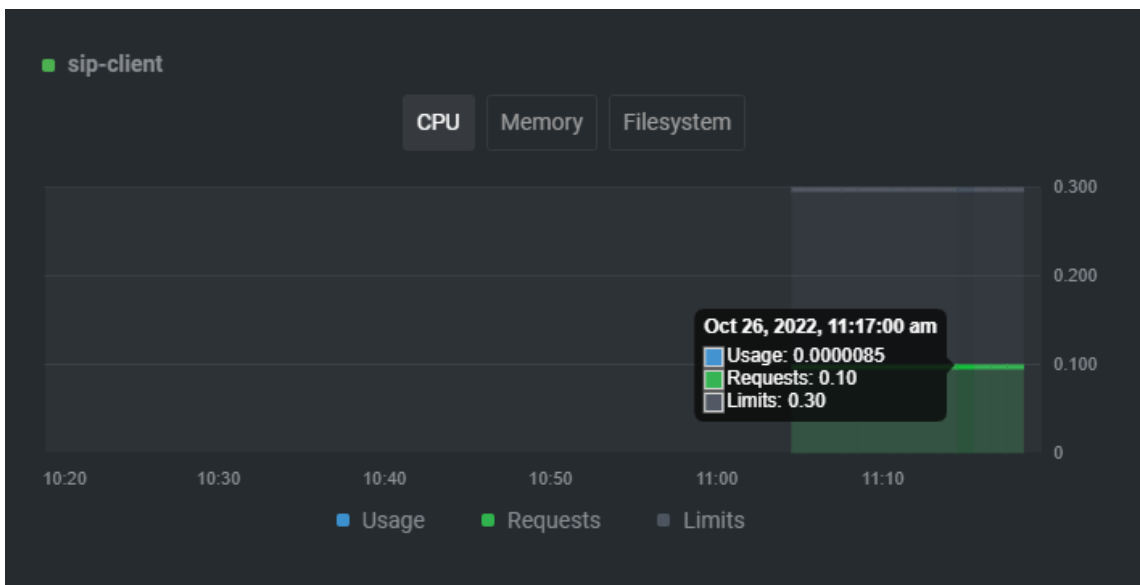 sip-client
CPU Memory Filesystem
0.300
0.200
Oct 26, 2022, 11:17:00 am
Usage: 0.0000085
Requests: 0.10
Limits: 0.30
0.100
0
10:20 10:30 10:40 10:50 11:00 11:10
Usage Requests Limits